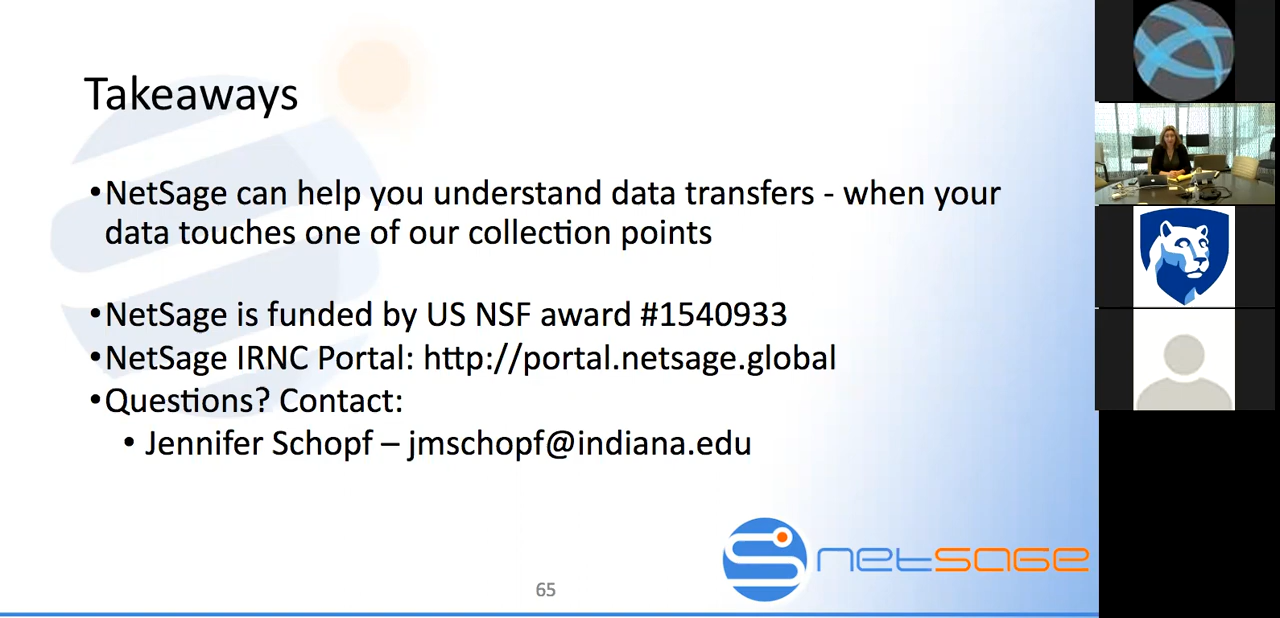 Takeaways
•NetSage can help you understand data transfers - when your
data touches one of our collection points
•NetSage is funded by US NSF award #1540933
•NetSage IRNC Portal: http://portal.netsage.global
•Questions? Contact:
• Jennifer Schopf – jmschopf@indiana.edu
netsage
65